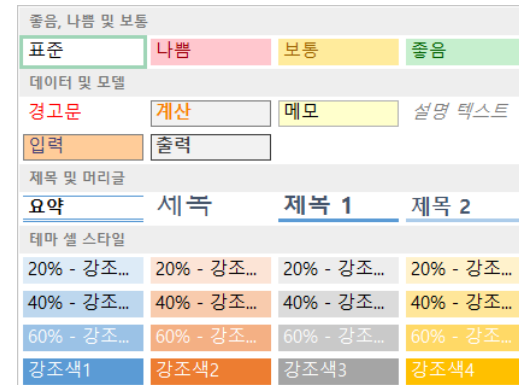 좋음, 나쁨 및 보통
표준 나쁨 보통 좋음
데이터 및 모델
경고문 계산 메모 설명 텍스트
입력 출력
제목 및 머리글
요약 제목 제목 1 제목 2
테마 셀 스타일
20% - 강조... 20% - 강조... 20% - 강조... 20% - 강조...
40% - 강조... 40% - 강조... 40% - 강조... 40% - 강조...
60% - 강조... 60% - 강조... 60% - 강조... 60% - 강조...
강조색1 강조색2 강조색3 강조색4